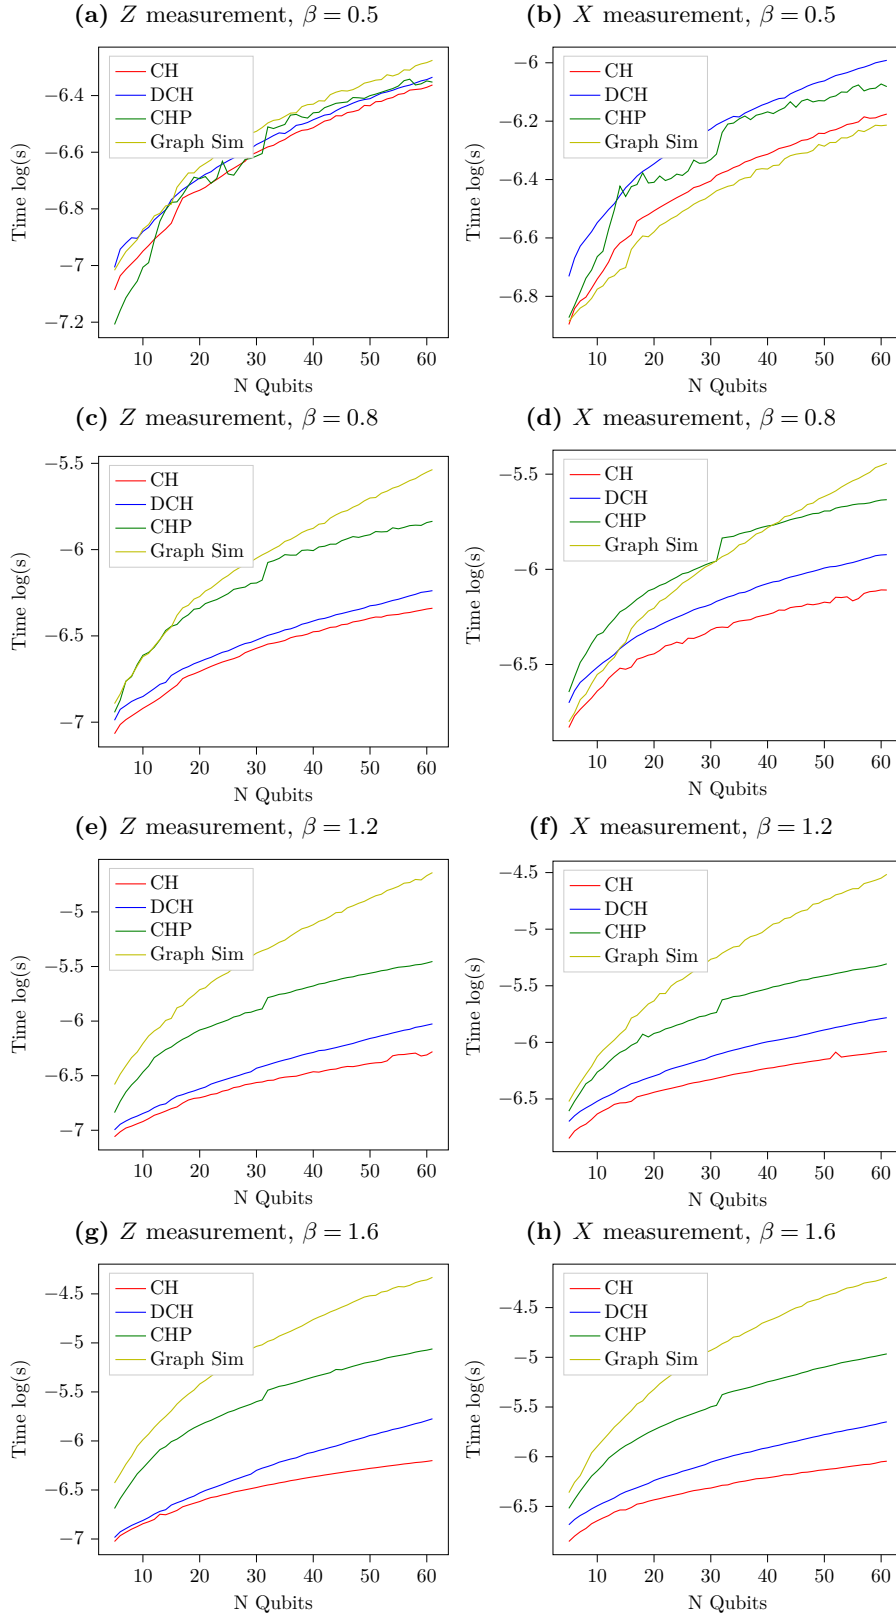 (a) Z measurement, β = 0.5
CH
DCH
CHP
Graph Sim
Time log(s)
−6.4
−6.6
−6.8
−7
−7.2
10 20 30 40 50 60
N Qubits
(b) X measurement, β = 0.5
CH
DCH
CHP
Graph Sim
Time log(s)
−6
−6.2
−6.4
−6.6
−6.8
10 20 30 40 50 60
N Qubits
(c) Z measurement, β = 0.8
CH
DCH
CHP
Graph Sim
Time log(s)
−5.5
−6
−6.5
−7
10 20 30 40 50 60
N Qubits
(d) X measurement, β = 0.8
CH
DCH
CHP
Graph Sim
Time log(s)
−5.5
−6
−6.5
10 20 30 40 50 60
N Qubits
(e) Z measurement, β = 1.2
CH
DCH
CHP
Graph Sim
Time log(s)
−5
−5.5
−6
−6.5
−7
10 20 30 40 50 60
N Qubits
(f) X measurement, β = 1.2
CH
DCH
CHP
Graph Sim
Time log(s)
−4.5
−5
−5.5
−6
−6.5
10 20 30 40 50 60
N Qubits
(g) Z measurement, β = 1.6
CH
DCH
CHP
Graph Sim
Time log(s)
−4.5
−5
−5.5
−6
−6.5
−7
10 20 30 40 50 60
N Qubits
(h) X measurement, β = 1.6
CH
DCH
CHP
Graph Sim
Time log(s)
−4.5
−5
−5.5
−6
−6.5
10 20 30 40 50 60
N Qubits